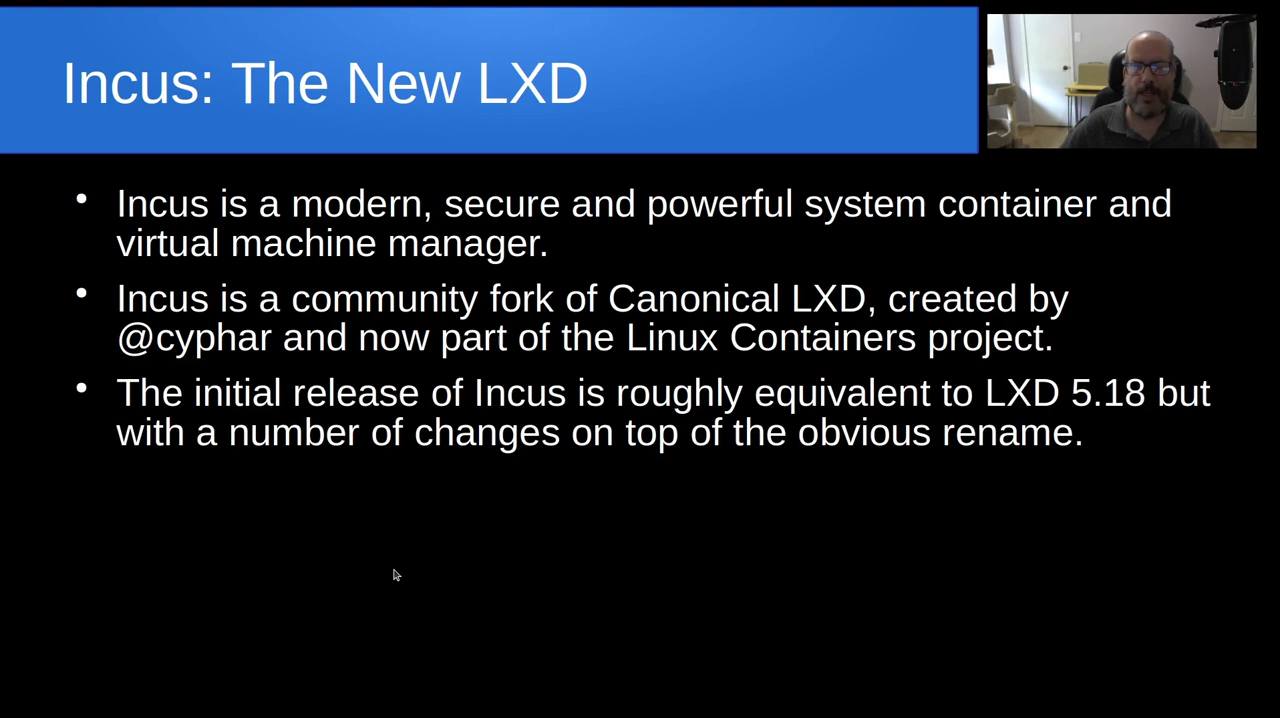 Incus: The New LXD
Incus is a modern, secure and powerful system container and
virtual machine manager.
Incus is a community fork of Canonical LXD, created by
@cyphar and now part of the Linux Containers project.
The initial release of Incus is roughly equivalent to LXD 5.18 but
with a number of changes on top of the obvious rename.